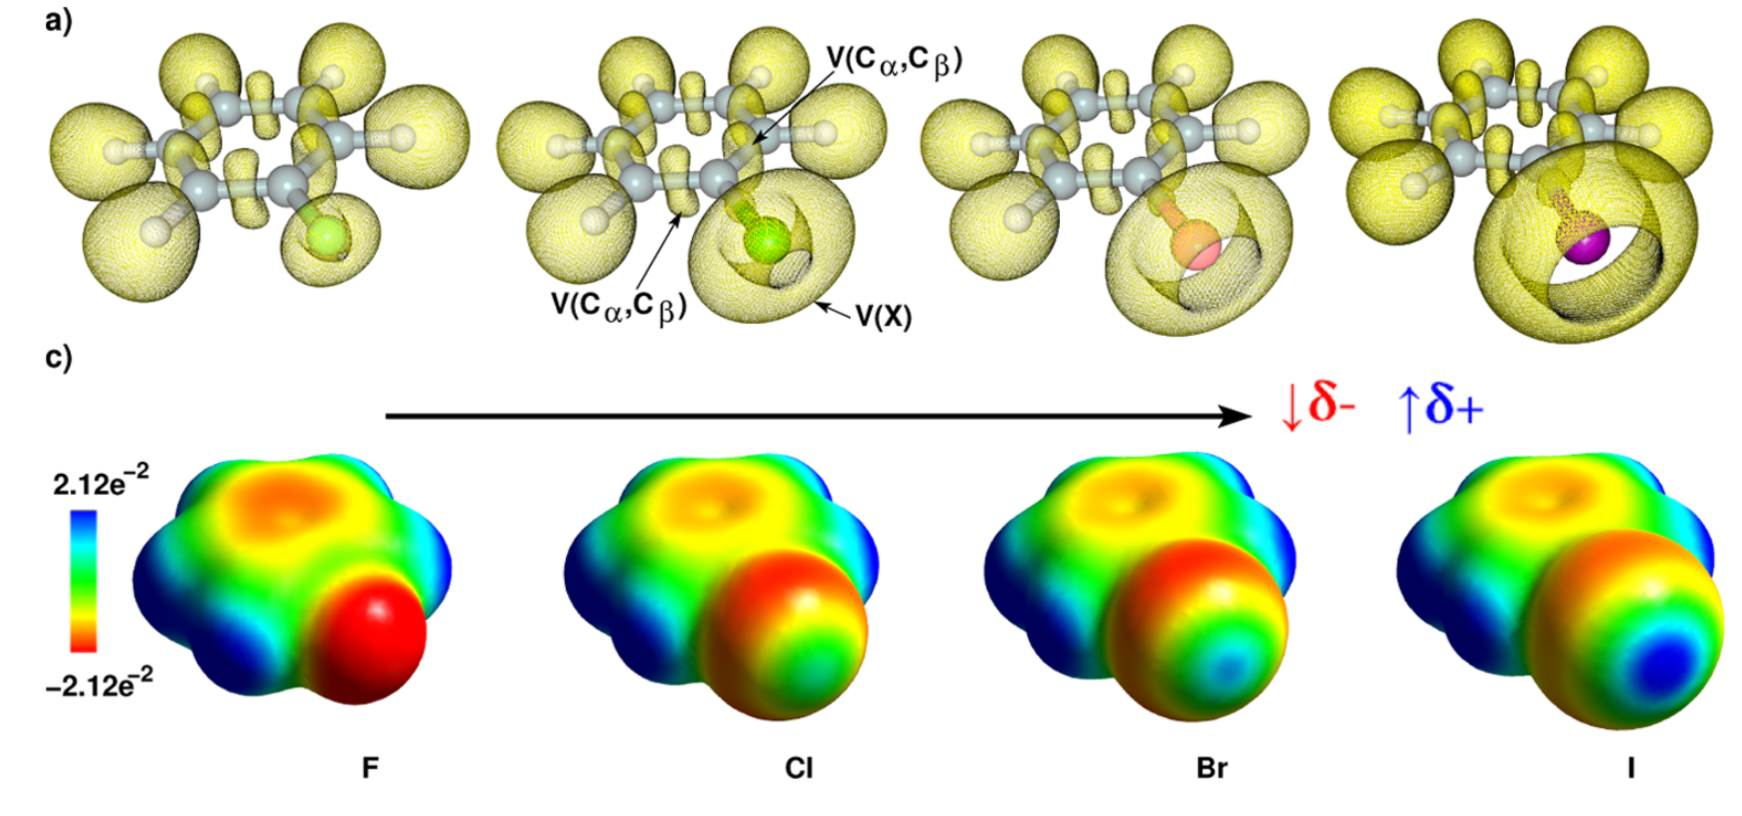 a)
V(Cα,Cβ)
V(Cα,Cβ)
V(X)
c)
↓δ- ↑δ+
2.12e⁻²
−2.12e⁻²
F Cl Br I